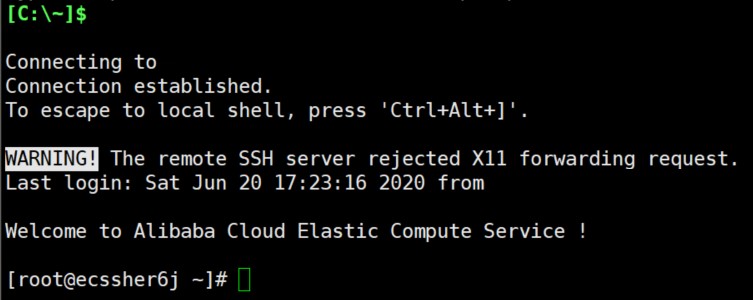 [C:\~]$
Connecting to
Connection established.
To escape to local shell, press 'Ctrl+Alt+]'.
WARNING! The remote SSH server rejected X11 forwarding request.
Last login: Sat Jun 20 17:23:16 2020 from
Welcome to Alibaba Cloud Elastic Compute Service !
[root@ecssher6j ~]#